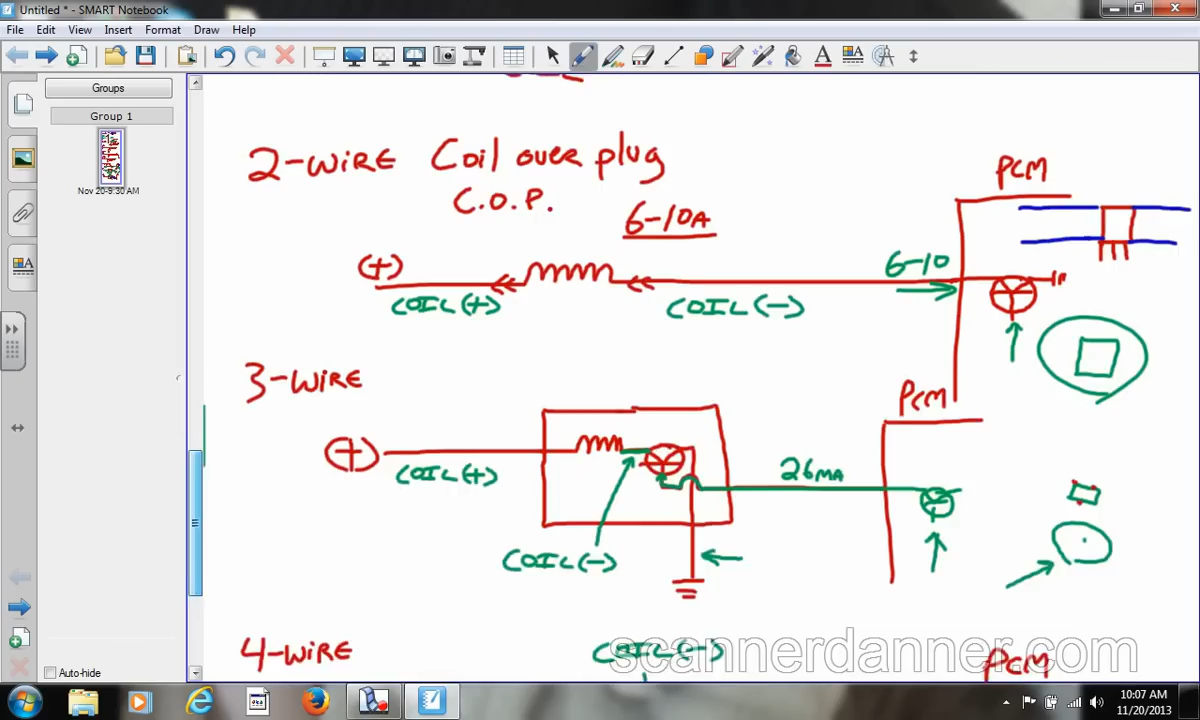 Untitled * - SMART Notebook
File Edit View Insert Format Draw Help
Groups
Group 1
Nov 20-9:30 AM
2-WIRE Coil over plug
C.O.P.
6-10A
PCM
(+)
6-10
COIL(+)
COIL(-)
3-WIRE
PCM
+
COIL(+)
26MA
COIL(-)
4-WIRE
COIL(-)
PCM
scannerdanner.com
Auto-hide
10:07 AM
11/20/2013